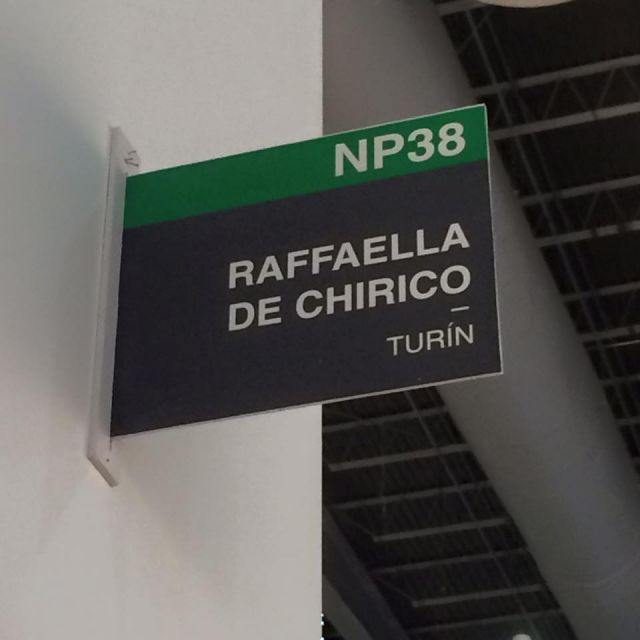 NP38
RAFFAELLA
DE CHIRICO
–
TURÍN